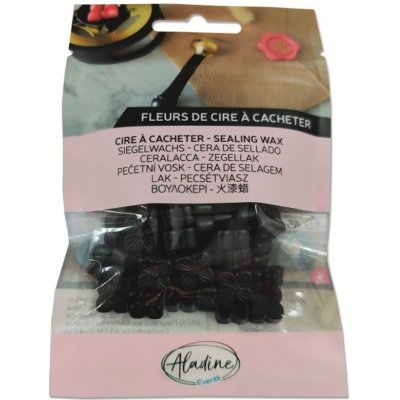 FLEURS DE CIRE À CACHETER
CIRE À CACHETER - SEALING WAX
SIEGELWACHS - CERA DE SELLADO
CERALACCA - ZEGELLAK
PEČETNÍ VOSK - CERA DE SELAGEM
LAK - PECSÉTVIASZ
ΒΟΥΛΟΚΕΡΙ - 火漆蜡
Aladine
Events